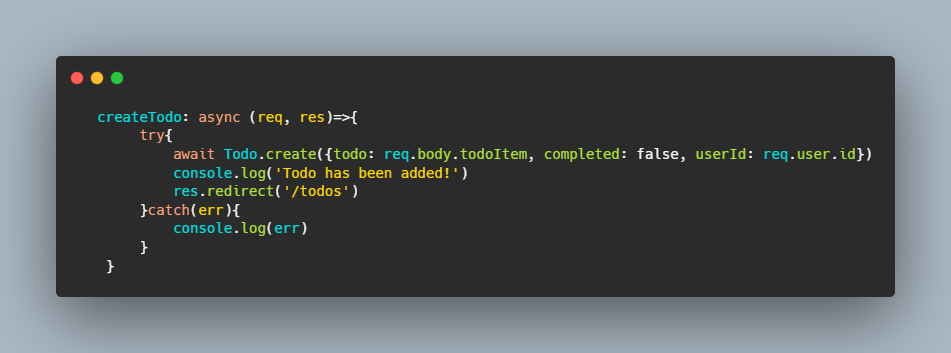 createTodo: async (req, res)=>{
try{
await Todo.create({todo: req.body.todoItem, completed: false, userId: req.user.id})
console.log('Todo has been added!')
res.redirect('/todos')
}catch(err){
console.log(err)
}
}